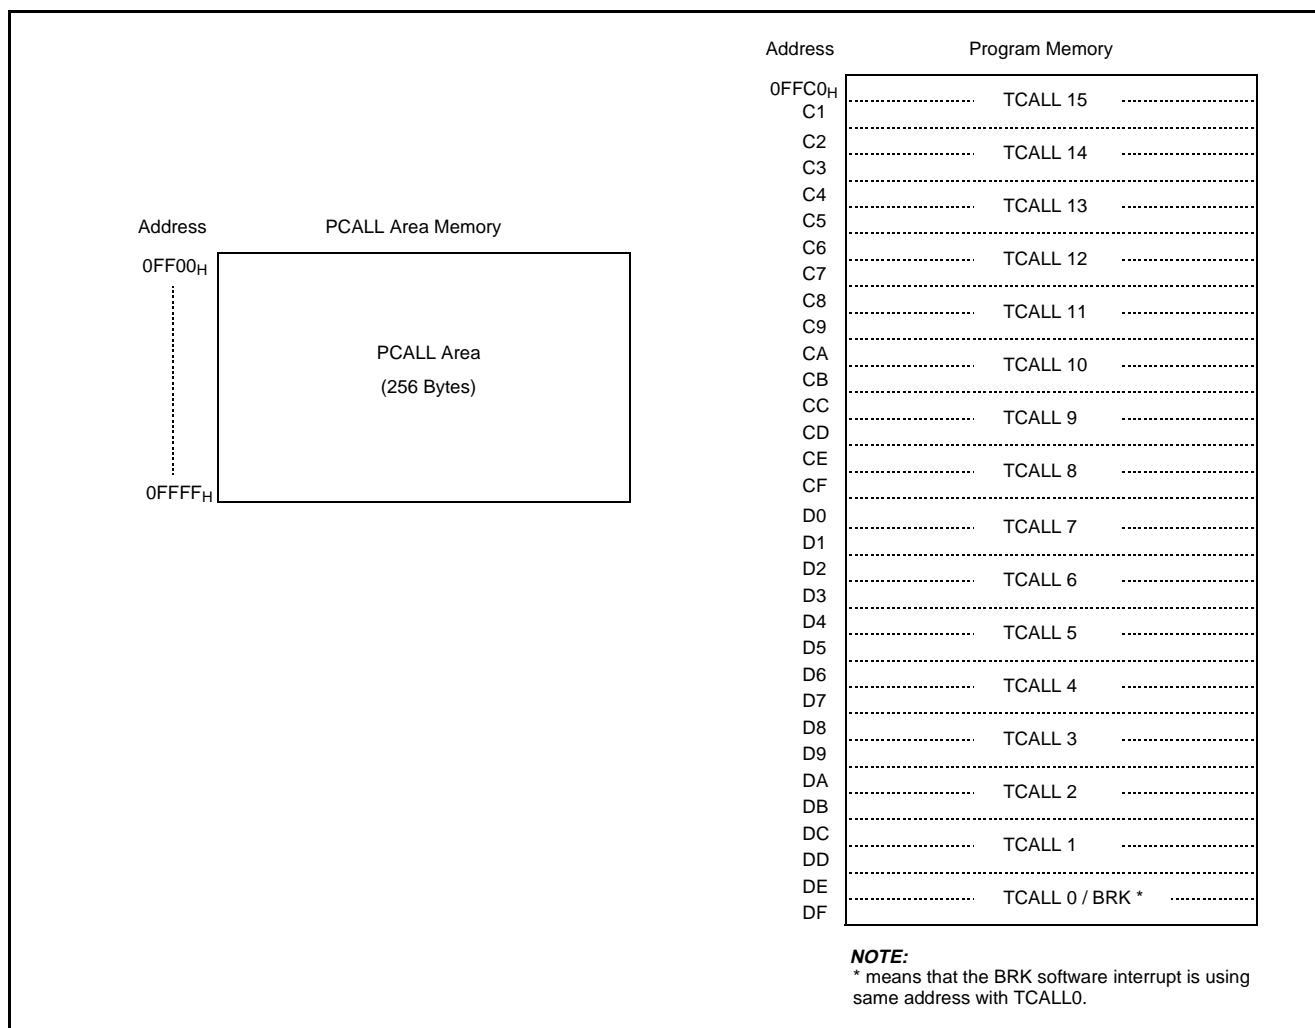 Address PCALL Area Memory
0FF00H
PCALL Area
(256 Bytes)
0FFFFH
Address Program Memory
0FFC0H
C1
TCALL 15
C2
C3
TCALL 14
C4
C5
TCALL 13
C6
C7
TCALL 12
C8
C9
TCALL 11
CA
CB
TCALL 10
CC
CD
TCALL 9
CE
CF
TCALL 8
D0
D1
TCALL 7
D2
D3
TCALL 6
D4
D5
TCALL 5
D6
D7
TCALL 4
D8
D9
TCALL 3
DA
DB
TCALL 2
DC
DD
TCALL 1
DE
DF
TCALL 0 / BRK *
NOTE:
* means that the BRK software interrupt is using
same address with TCALL0.